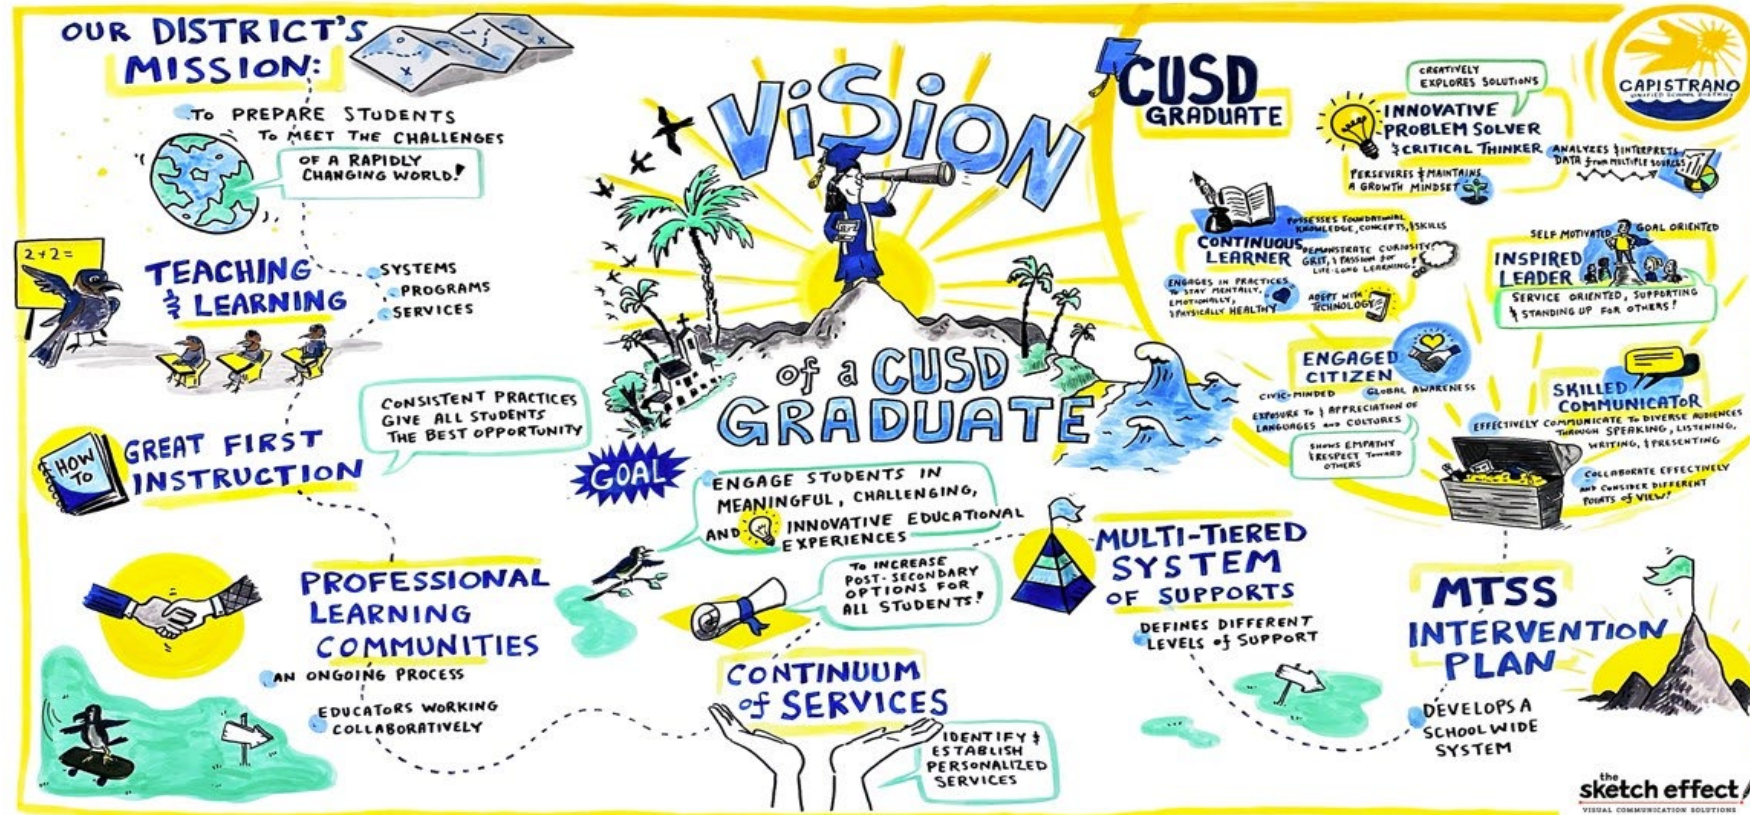 OUR DISTRICT'S
MISSION:
TO PREPARE STUDENTS
TO MEET THE CHALLENGES
OF A RAPIDLY
CHANGING WORLD!
2+2=
TEACHING
& LEARNING
SYSTEMS
PROGRAMS
SERVICES
CONSISTENT PRACTICES
GIVE ALL STUDENTS
THE BEST OPPORTUNITY
HOW
TO
GREAT FIRST
INSTRUCTION
PROFESSIONAL
LEARNING
COMMUNITIES
AN ONGOING PROCESS
EDUCATORS WORKING
COLLABORATIVELY
ViSiON
of a CUSD
GRADUATE
GOAL
ENGAGE STUDENTS IN
MEANINGFUL, CHALLENGING,
AND INNOVATIVE EDUCATIONAL
EXPERIENCES
TO INCREASE
POST-SECONDARY
OPTIONS FOR
ALL STUDENTS!
CONTINUUM
of SERVICES
IDENTIFY &
ESTABLISH
PERSONALIZED
SERVICES
MULTI-TIERED
SYSTEM
OF SUPPORTS
DEFINES DIFFERENT
LEVELS of SUPPORT
MTSS
INTERVENTION
PLAN
DEVELOPS A
SCHOOLWIDE
SYSTEM
CUSD
GRADUATE
CREATIVELY
EXPLORES SOLUTIONS
INNOVATIVE
PROBLEM SOLVER
& CRITICAL THINKER
ANALYZES & INTERPRETS
DATA from MULTIPLE SOURCES
PERSEVERES & MAINTAINS
A GROWTH MINDSET
CAPISTRANO
UNIFIED SCHOOL DISTRICT
POSSESSES FOUNDATIONAL
KNOWLEDGE, CONCEPTS, & SKILLS
CONTINUOUS
LEARNER
DEMONSTRATE CURIOSITY,
GRIT, & PASSION for
LIFE-LONG LEARNING!
ENGAGES IN PRACTICES
TO STAY MENTALLY,
EMOTIONALLY,
& PHYSICALLY HEALTHY
ADEPT WITH
TECHNOLOGY
SELF MOTIVATED
GOAL ORIENTED
INSPIRED
LEADER
SERVICE ORIENTED, SUPPORTING
& STANDING UP FOR OTHERS!
ENGAGED
CITIZEN
CIVIC-MINDED
GLOBAL AWARENESS
EXPOSURE TO & APPRECIATION OF
LANGUAGES AND CULTURES
SHOWS EMPATHY
& RESPECT TOWARD
OTHERS
SKILLED
COMMUNICATOR
EFFECTIVELY COMMUNICATE TO DIVERSE AUDIENCES
THROUGH SPEAKING, LISTENING,
WRITING, & PRESENTING
COLLABORATE EFFECTIVELY
AND CONSIDER DIFFERENT
POINTS of VIEW!
the
sketch effect
VISUAL COMMUNICATION SOLUTIONS